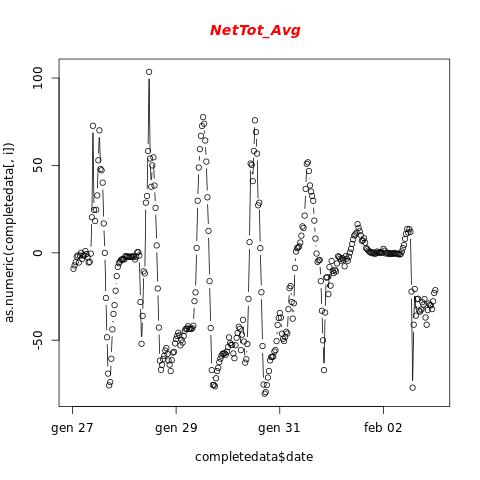 NetTot_Avg
as.numeric(completedata[, i])
100
50
0
-50
gen 27
gen 29
gen 31
feb 02
completedata$date